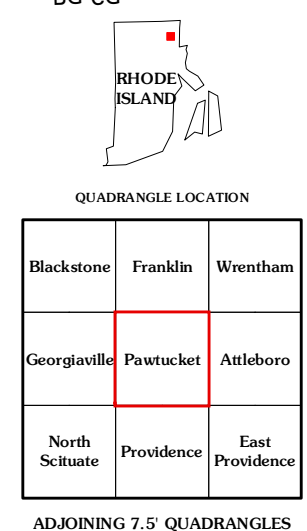 RHODE
ISLAND
QUADRANGLE LOCATION
Blackstone Franklin Wrentham
Georgiaville Pawtucket Attleboro
North
Scituate
Providence
East
Providence
ADJOINING 7.5' QUADRANGLES